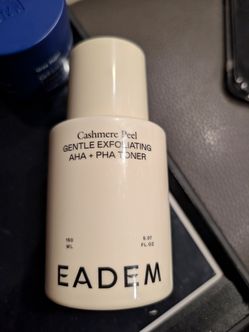 Cashmere Peel
GENTLE EXFOLIATING
AHA + PHA TONER
150 5.07
ML FL.OZ
EADEM